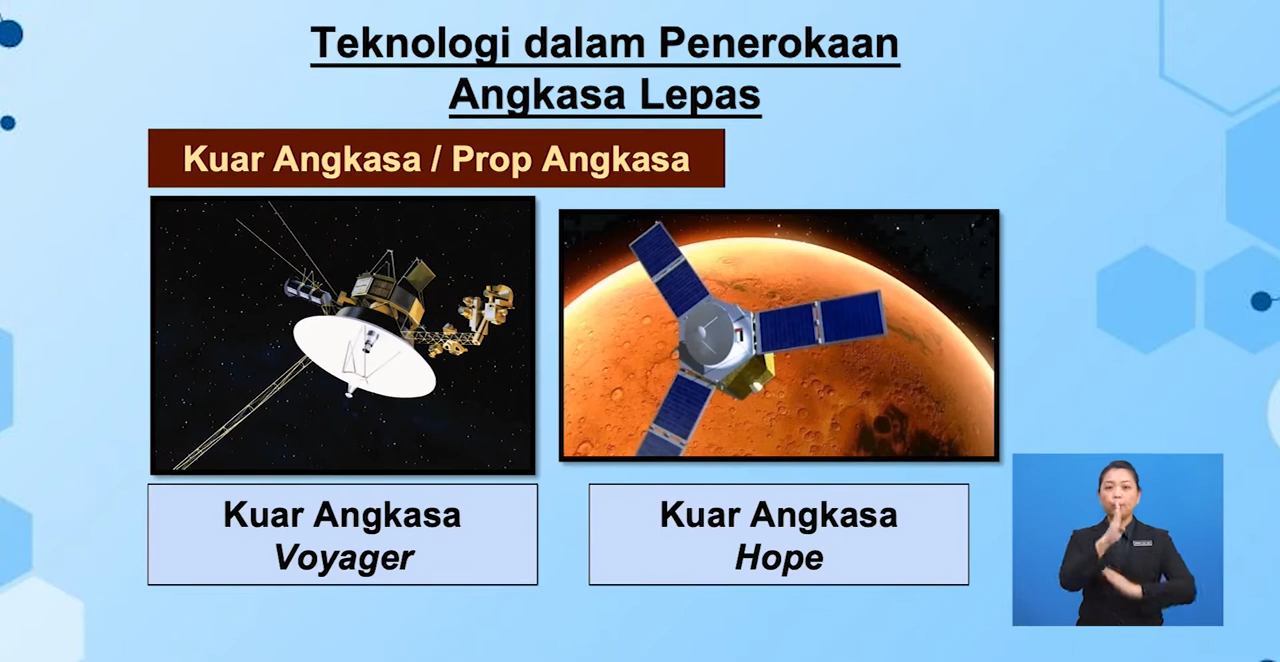 Teknologi dalam Penerokaan
Angkasa Lepas
Kuar Angkasa / Prop Angkasa
Kuar Angkasa
Voyager
Kuar Angkasa
Hope